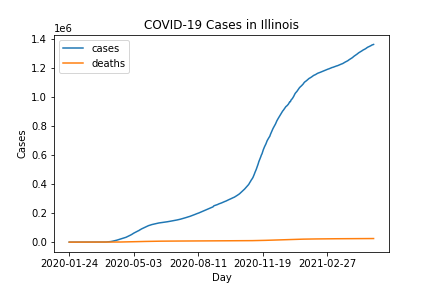 COVID-19 Cases in Illinois
1e6
cases
deaths
1.4
1.2
1.0
0.8
0.6
0.4
0.2
0.0
Cases
2020-01-24 2020-05-03 2020-08-11 2020-11-19 2021-02-27
Day